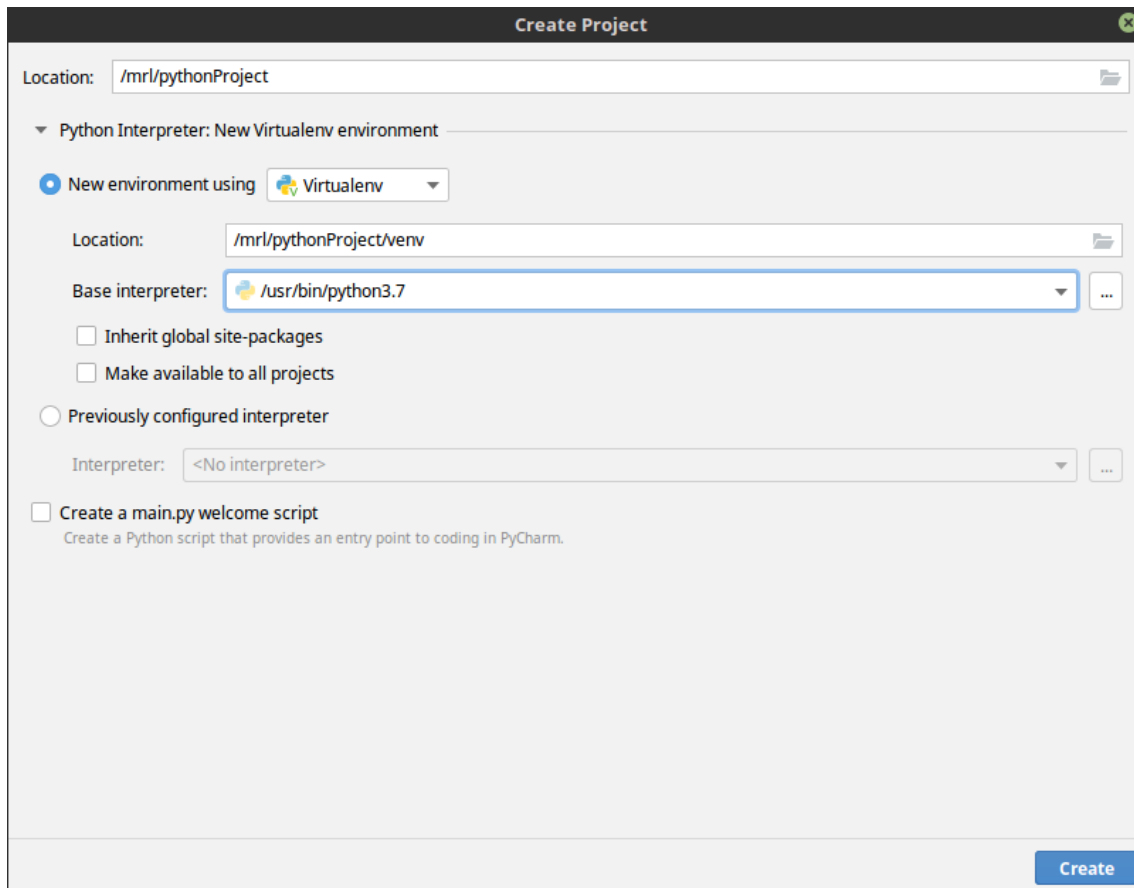 Create Project
Location: /mrl/pythonProject
Python Interpreter: New Virtualenv environment
New environment using Virtualenv
Location: /mrl/pythonProject/venv
Base interpreter: /usr/bin/python3.7 ...
Inherit global site-packages
Make available to all projects
Previously configured interpreter
Interpreter: <No interpreter> ...
Create a main.py welcome script
Create a Python script that provides an entry point to coding in PyCharm.
Create